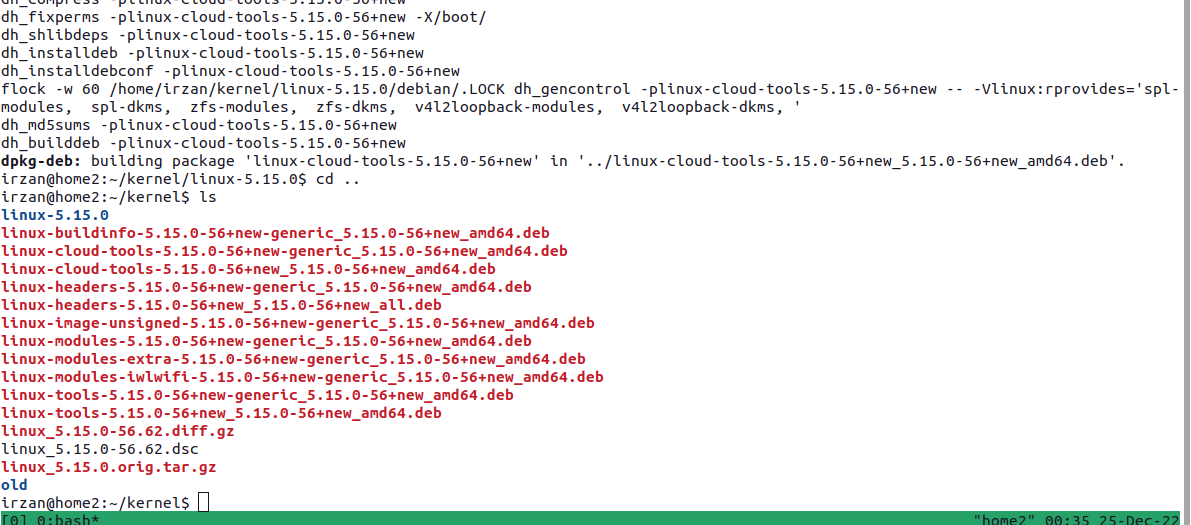 dh_compress -plinux-cloud-tools-5.15.0-56+new
dh_fixperms -plinux-cloud-tools-5.15.0-56+new -X/boot/
dh_shlibdeps -plinux-cloud-tools-5.15.0-56+new
dh_installdeb -plinux-cloud-tools-5.15.0-56+new
dh_installdebconf -plinux-cloud-tools-5.15.0-56+new
flock -w 60 /home/irzan/kernel/linux-5.15.0/debian/.LOCK dh_gencontrol -plinux-cloud-tools-5.15.0-56+new -- -Vlinux:rprovides='spl-
modules,  spl-dkms,  zfs-modules,  zfs-dkms,  v4l2loopback-modules,  v4l2loopback-dkms, '
dh_md5sums -plinux-cloud-tools-5.15.0-56+new
dh_builddeb -plinux-cloud-tools-5.15.0-56+new
dpkg-deb: building package 'linux-cloud-tools-5.15.0-56+new' in '../linux-cloud-tools-5.15.0-56+new_5.15.0-56+new_amd64.deb'.
irzan@home2:~/kernel/linux-5.15.0$ cd ..
irzan@home2:~/kernel$ ls
linux-5.15.0
linux-buildinfo-5.15.0-56+new-generic_5.15.0-56+new_amd64.deb
linux-cloud-tools-5.15.0-56+new-generic_5.15.0-56+new_amd64.deb
linux-cloud-tools-5.15.0-56+new_5.15.0-56+new_amd64.deb
linux-headers-5.15.0-56+new-generic_5.15.0-56+new_amd64.deb
linux-headers-5.15.0-56+new_5.15.0-56+new_all.deb
linux-image-unsigned-5.15.0-56+new-generic_5.15.0-56+new_amd64.deb
linux-modules-5.15.0-56+new-generic_5.15.0-56+new_amd64.deb
linux-modules-extra-5.15.0-56+new-generic_5.15.0-56+new_amd64.deb
linux-modules-iwlwifi-5.15.0-56+new-generic_5.15.0-56+new_amd64.deb
linux-tools-5.15.0-56+new-generic_5.15.0-56+new_amd64.deb
linux-tools-5.15.0-56+new_5.15.0-56+new_amd64.deb
linux_5.15.0-56.62.diff.gz
linux_5.15.0-56.62.dsc
linux_5.15.0.orig.tar.gz
old
irzan@home2:~/kernel$
[0] 0:bash* "home2" 00:35 25-Dec-22